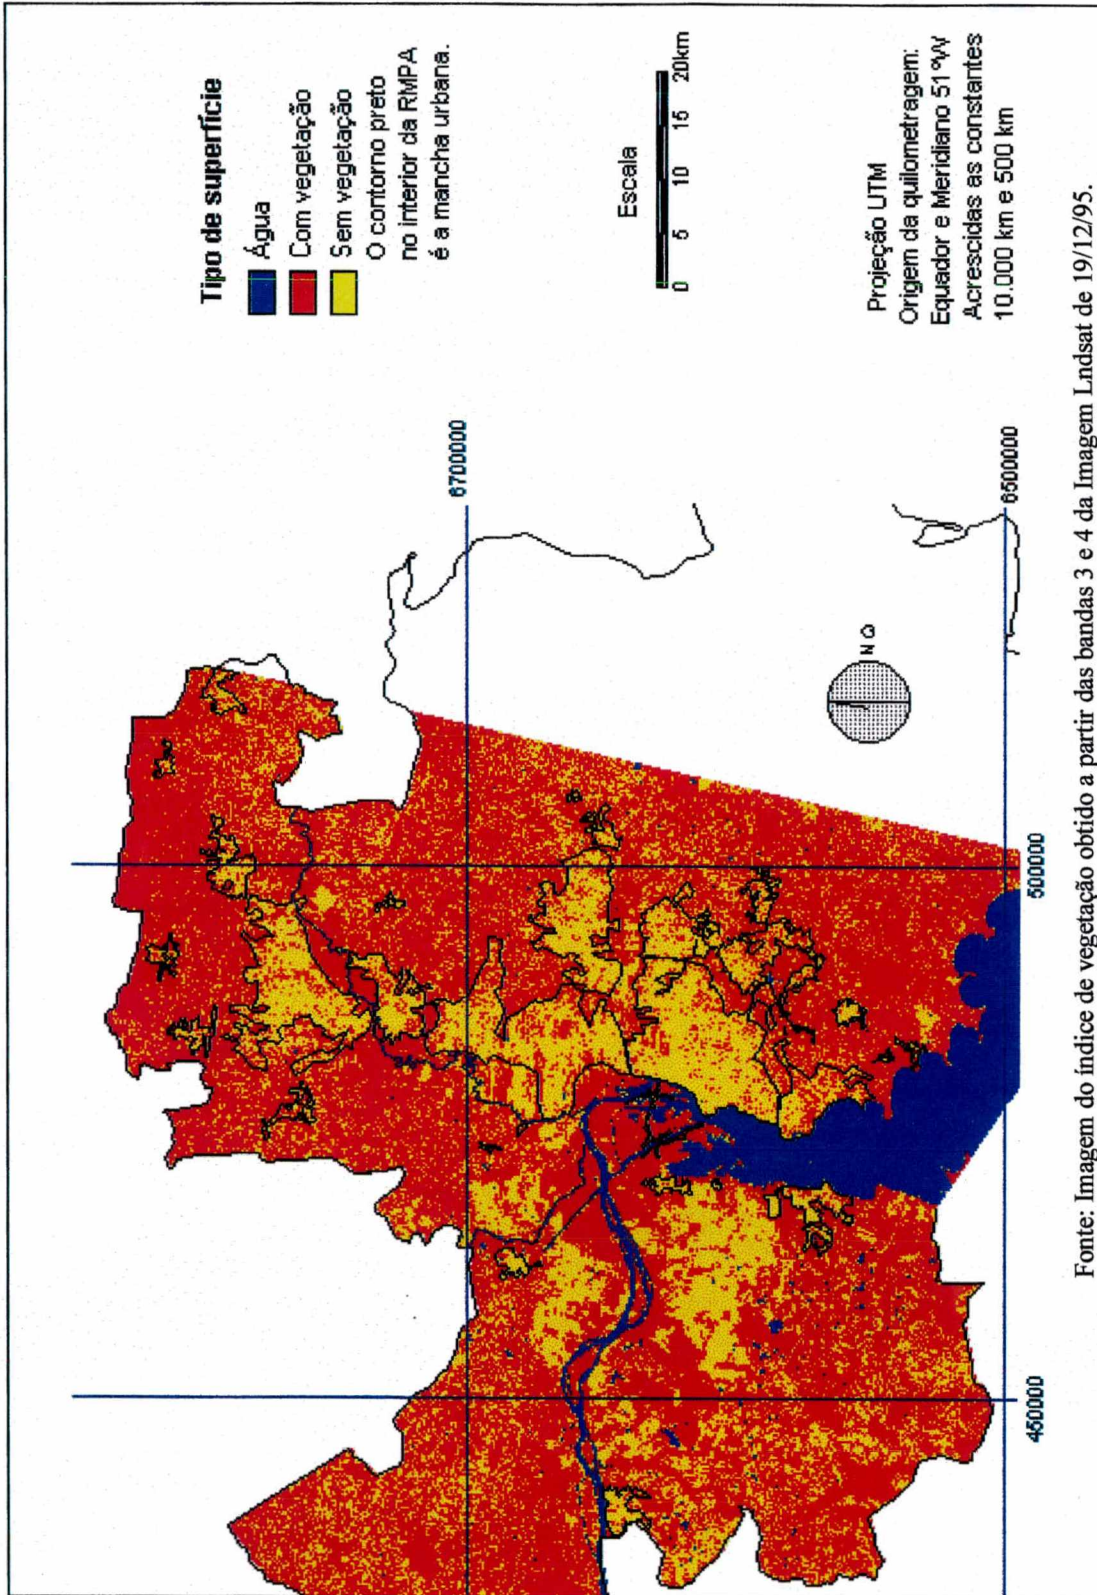 Tipo de superfície
Água
Com vegetação
Sem vegetação
O contorno preto
no interior da RMPA
é a mancha urbana.
Escala
0 5 10 15 20km
Projeção UTM
Origem da quilometragem:
Equador e Meridiano 51ºW
Acrescidas as constantes
10.000 km e 500 km
6700000
6500000
450000
500000
N Q
Fonte: Imagem do índice de vegetação obtido a partir das bandas 3 e 4 da Imagem Lndsat de 19/12/95.